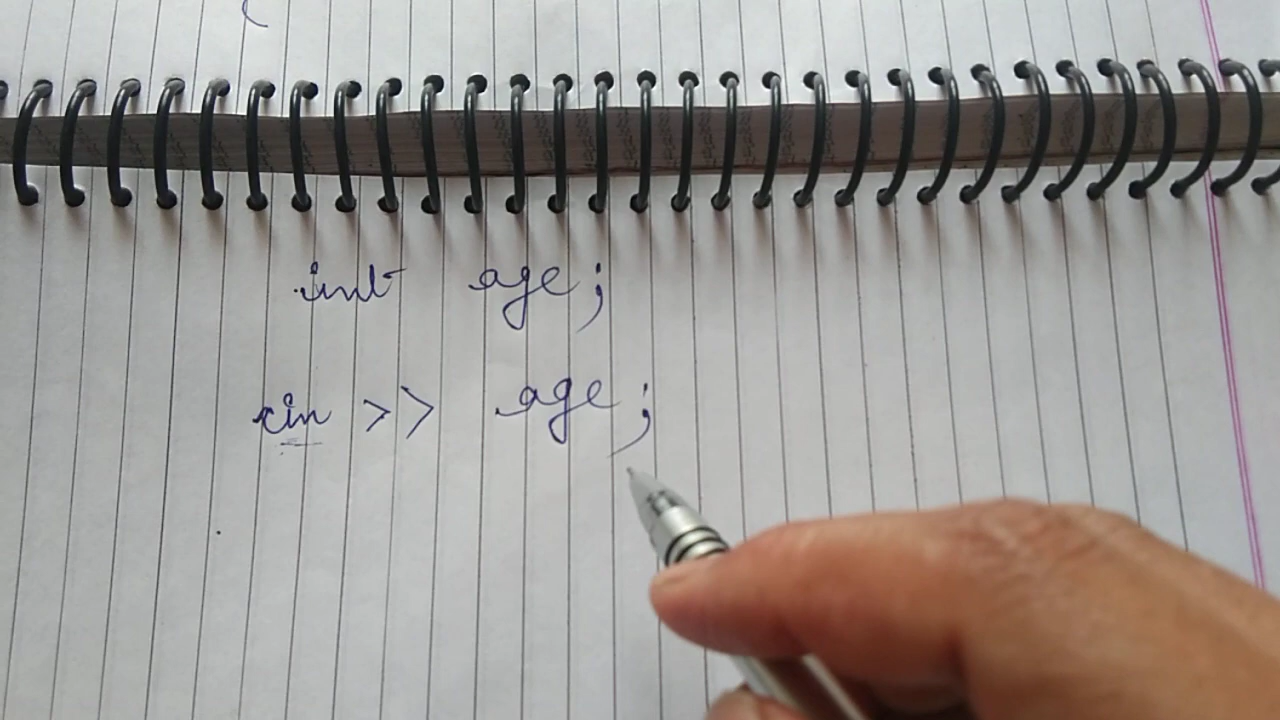 int age;
cin >> age;